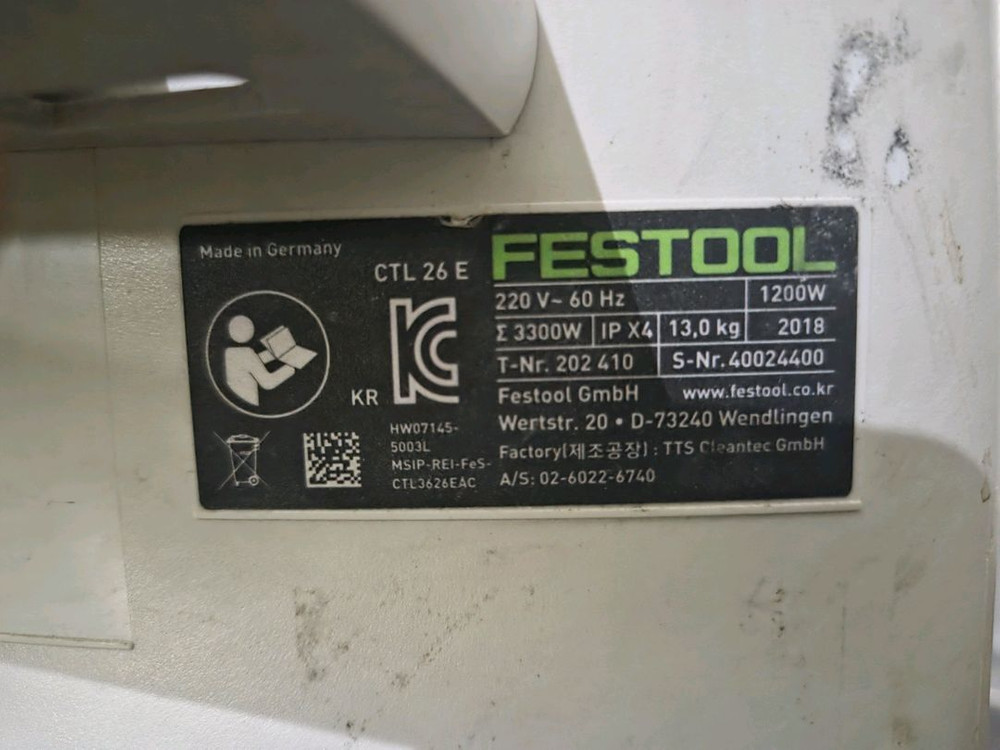 Made in Germany
CTL 26 E
FESTOOL
220 V~ 60 Hz 1200W
Σ 3300W IP X4 13,0 kg 2018
T-Nr. 202 410 S-Nr. 40024400
KR
Festool GmbH www.festool.co.kr
Wertstr. 20 • D-73240 Wendlingen
Factory(제조공장) : TTS Cleantec GmbH
A/S: 02-6022-6740
HW07145-
5003L
MSIP-REI-FeS-
CTL3626EAC